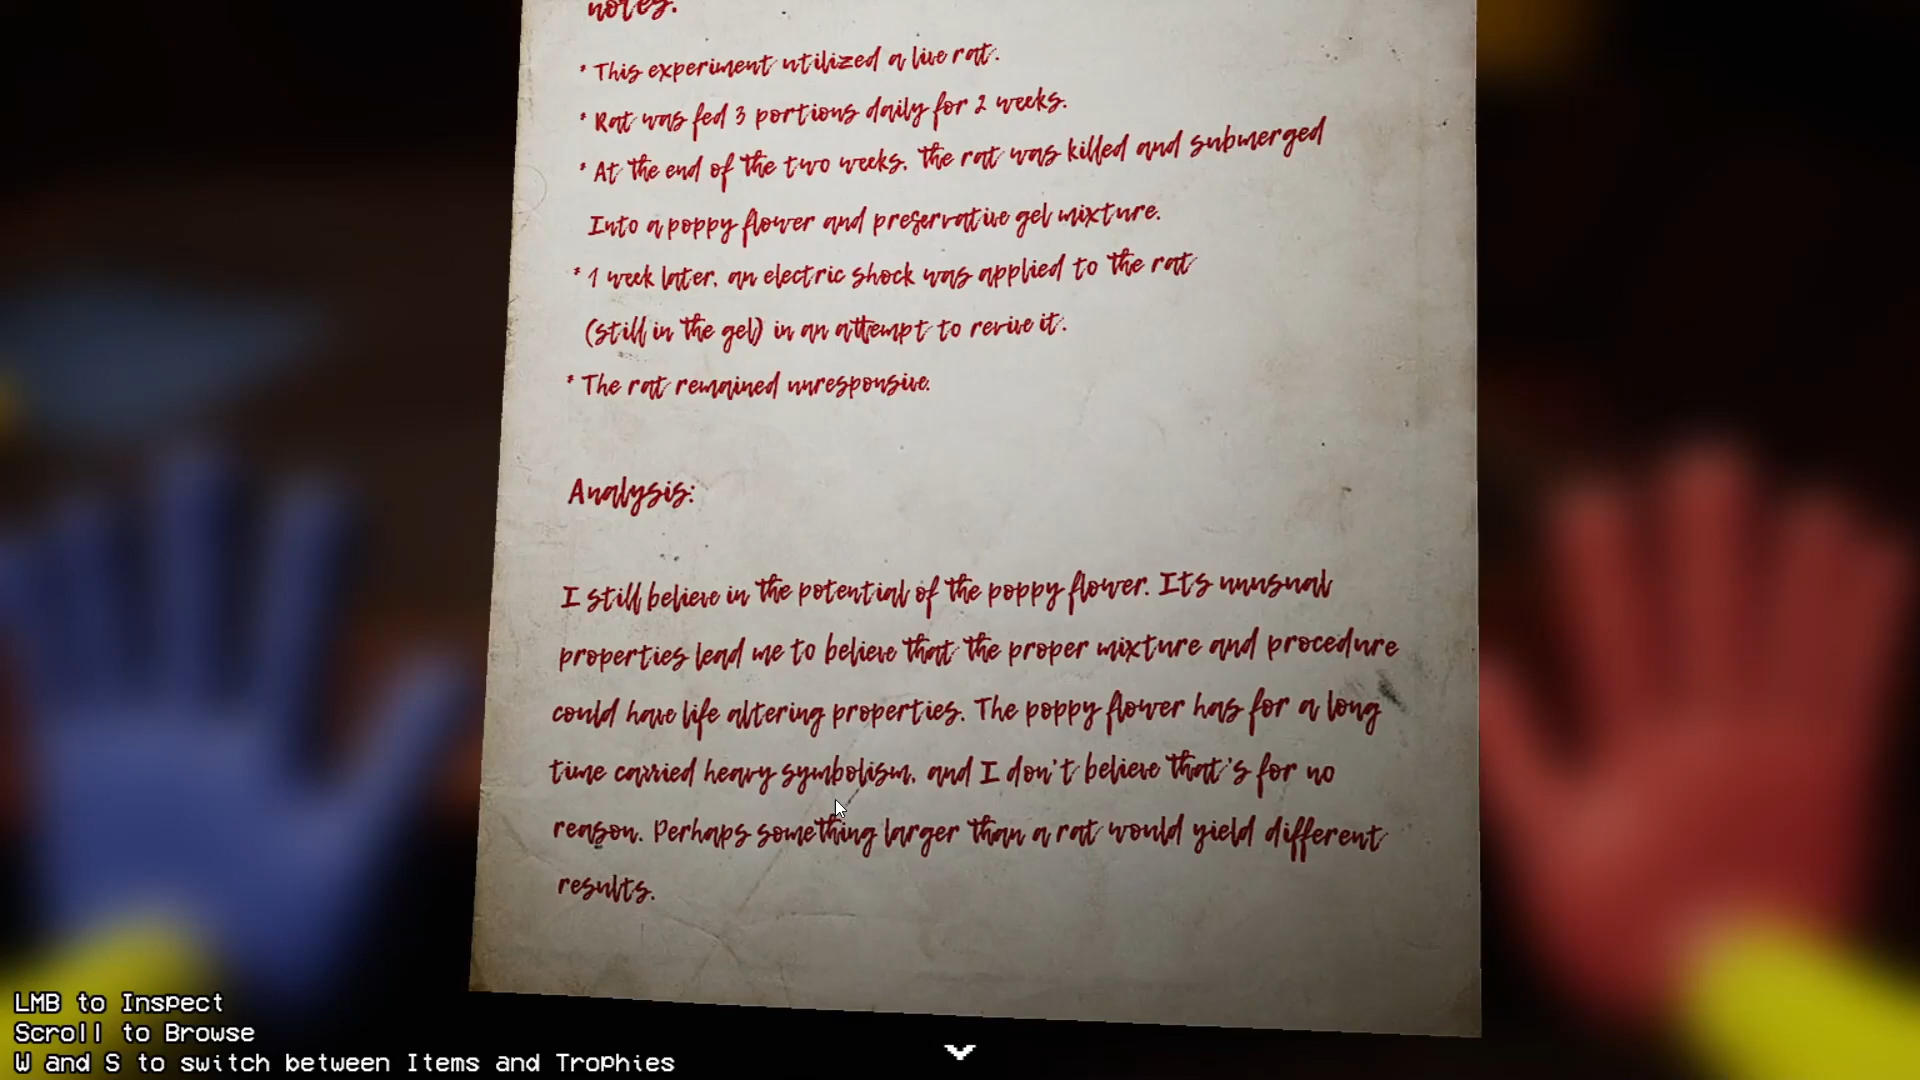 notes.
* This experiment utilized a live rat.
* Rat was fed 3 portions daily for 2 weeks.
* At the end of the two weeks, the rat was killed and submerged
Into a poppy flower and preservative gel mixture.
* 1 week later, an electric shock was applied to the rat
(still in the gel) in an attempt to revive it.
* The rat remained unresponsive.
Analysis:
I still believe in the potential of the poppy flower. Its unusual
properties lead me to believe that the proper mixture and procedure
could have life altering properties. The poppy flower has for a long
time carried heavy symbolism, and I don't believe that's for no
reason. Perhaps something larger than a rat would yield different
results.
LMB to Inspect
Scroll to Browse
W and S to switch between Items and Trophies